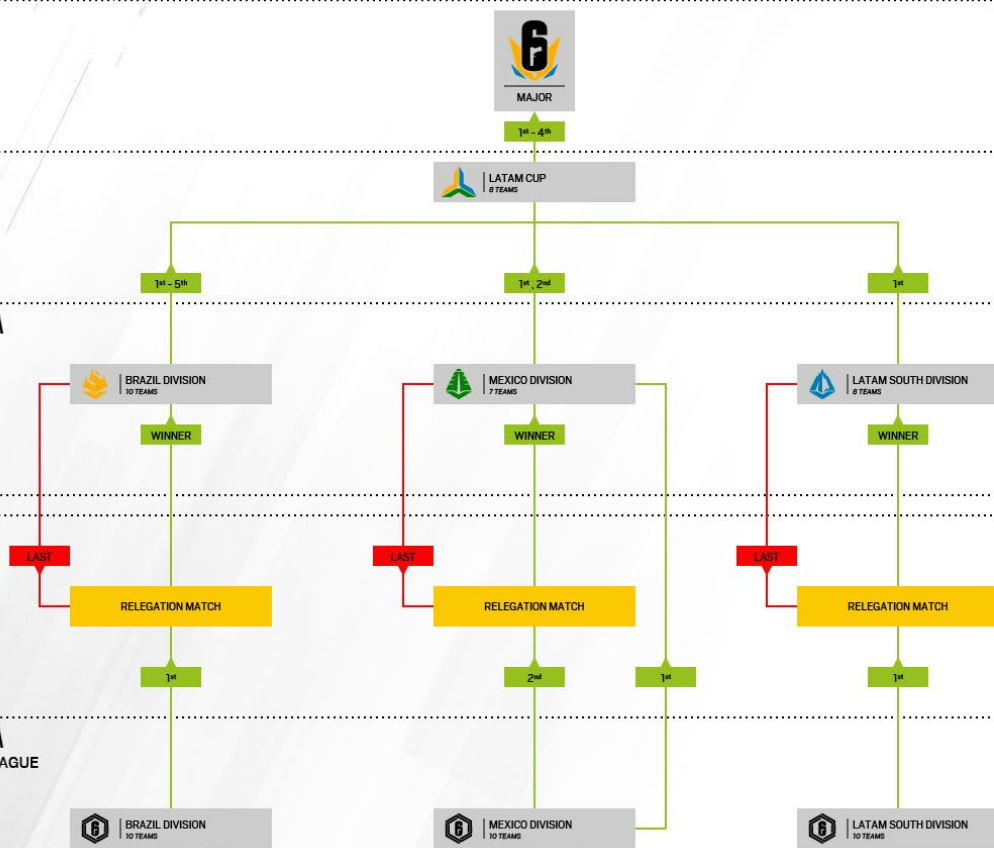 MAJOR
1st - 4th
LATAM CUP
8 TEAMS
1st - 5th
1st, 2nd
1st
A
BRAZIL DIVISION
10 TEAMS
MEXICO DIVISION
7 TEAMS
LATAM SOUTH DIVISION
8 TEAMS
WINNER
WINNER
WINNER
LAST
LAST
LAST
RELEGATION MATCH
RELEGATION MATCH
RELEGATION MATCH
1st
2nd
1st
1st
A
AGUE
BRAZIL DIVISION
10 TEAMS
MEXICO DIVISION
10 TEAMS
LATAM SOUTH DIVISION
10 TEAMS